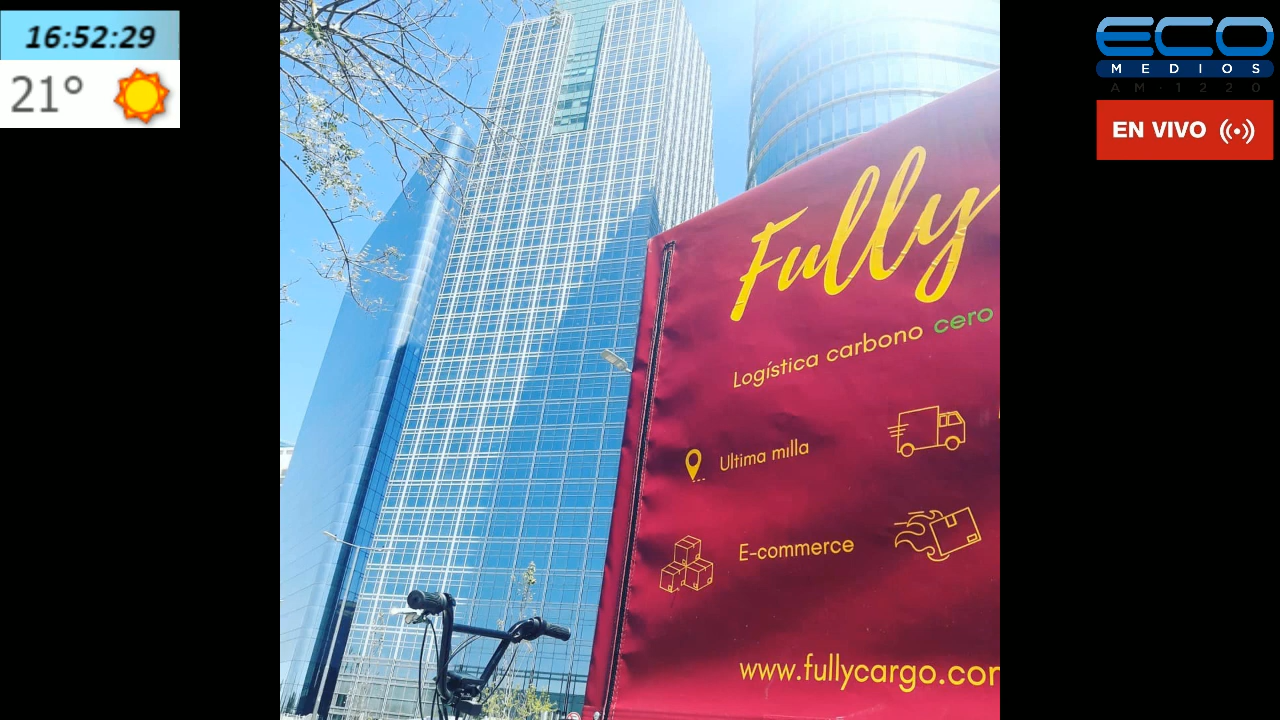 16:52:29
21°
ECO
MEDIOS
AM·1220
EN VIVO
Fully
Logística carbono cero
Ultima milla
E-commerce
www.fullycargo.com